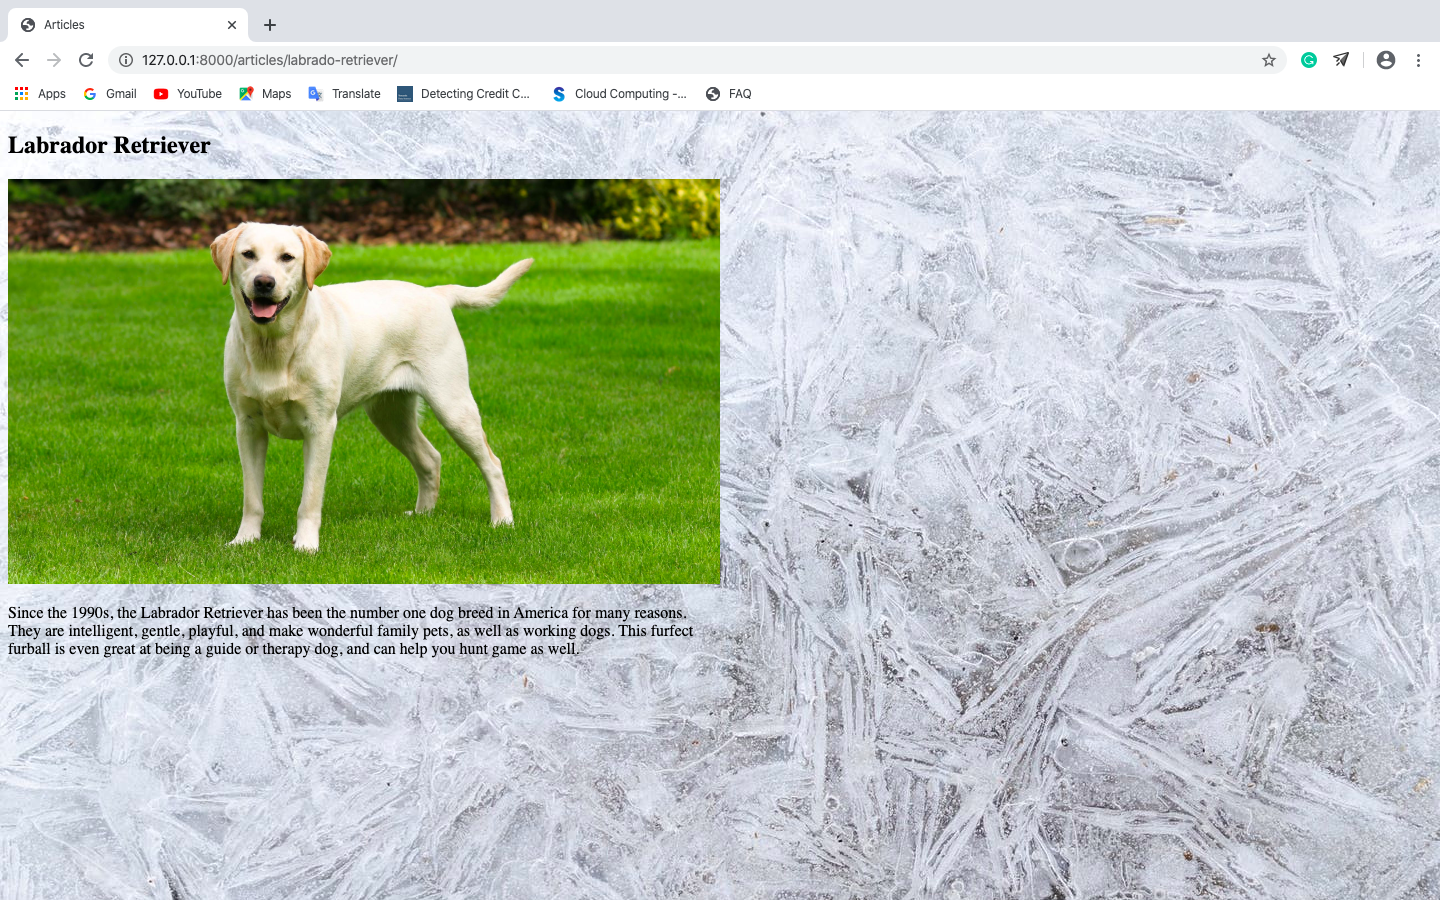 Articles
127.0.0.1:8000/articles/labrado-retriever/
Apps Gmail YouTube Maps Translate Detecting Credit C... Cloud Computing -... FAQ
Labrador Retriever
Since the 1990s, the Labrador Retriever has been the number one dog breed in America for many reasons.
They are intelligent, gentle, playful, and make wonderful family pets, as well as working dogs. This furfect
furball is even great at being a guide or therapy dog, and can help you hunt game as well.